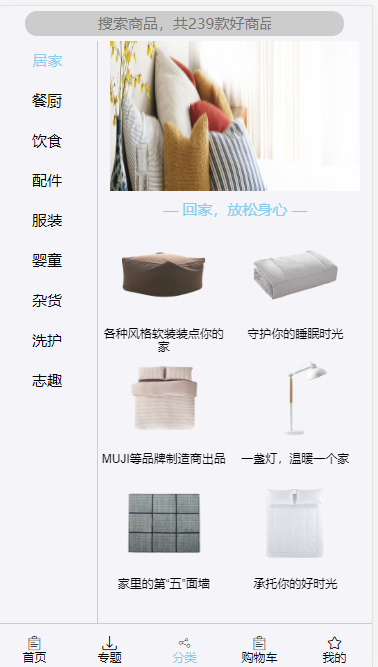 搜索商品，共239款好商品
居家
餐厨
饮食
配件
服装
婴童
杂货
洗护
志趣
— 回家，放松身心 —
各种风格软装装点你的
家
守护你的睡眠时光
MUJI等品牌制造商出品
一盏灯，温暖一个家
家里的第“五”面墙
承托你的好时光
首页
专题
分类
购物车
我的